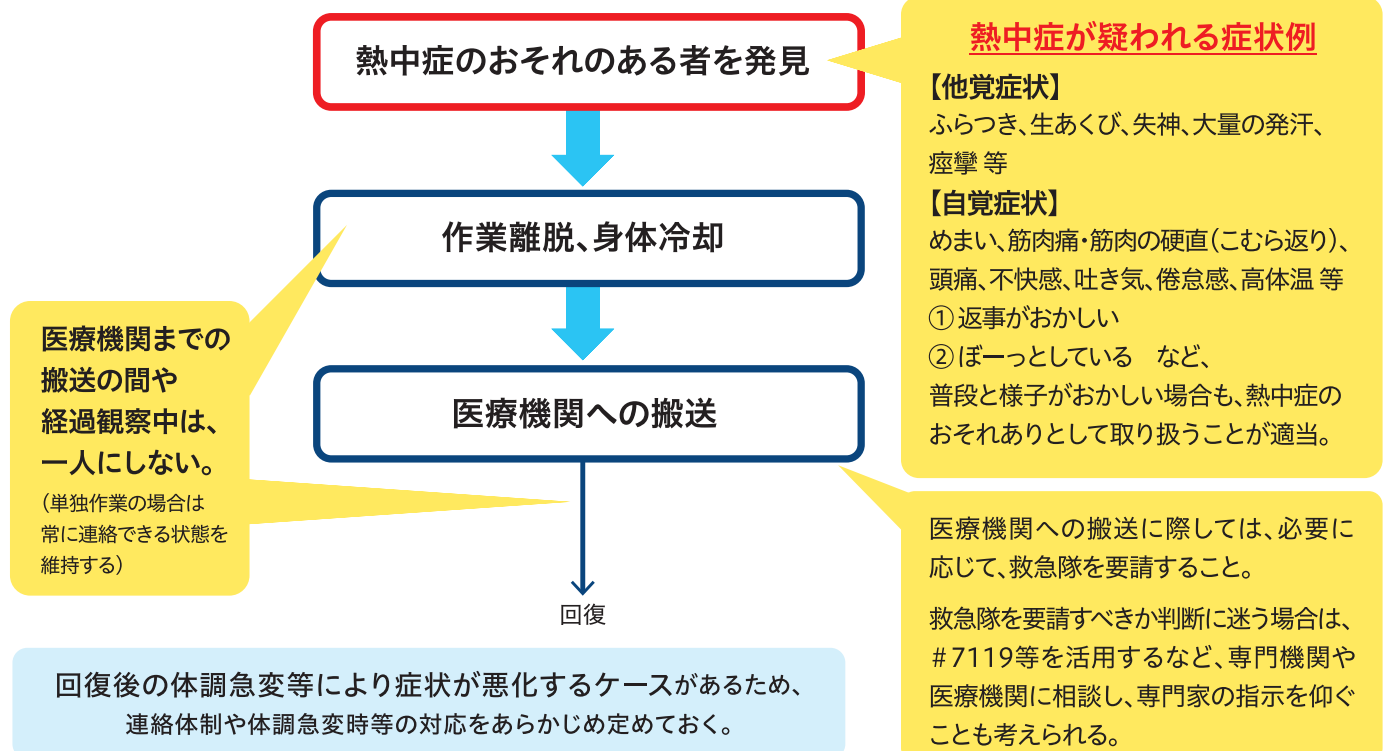 熱中症のおそれのある者を発見
熱中症が疑われる症状例
【他覚症状】
ふらつき、生あくび、失神、大量の発汗、
痙攣 等
【自覚症状】
めまい、筋肉痛・筋肉の硬直(こむら返り)、
頭痛、不快感、吐き気、倦怠感、高体温 等
①返事がおかしい
②ぼーっとしている　など、
普段と様子がおかしい場合も、熱中症の
おそれありとして取り扱うことが適当。
作業離脱、身体冷却
医療機関までの
搬送の間や
経過観察中は、
一人にしない。
(単独作業の場合は
常に連絡できる状態を
維持する)
医療機関への搬送
医療機関への搬送に際しては、必要に
応じて、救急隊を要請すること。
救急隊を要請すべきか判断に迷う場合は、
#7119等を活用するなど、専門機関や
医療機関に相談し、専門家の指示を仰ぐ
ことも考えられる。
回復
回復後の体調急変等により症状が悪化するケースがあるため、
連絡体制や体調急変時等の対応をあらかじめ定めておく。